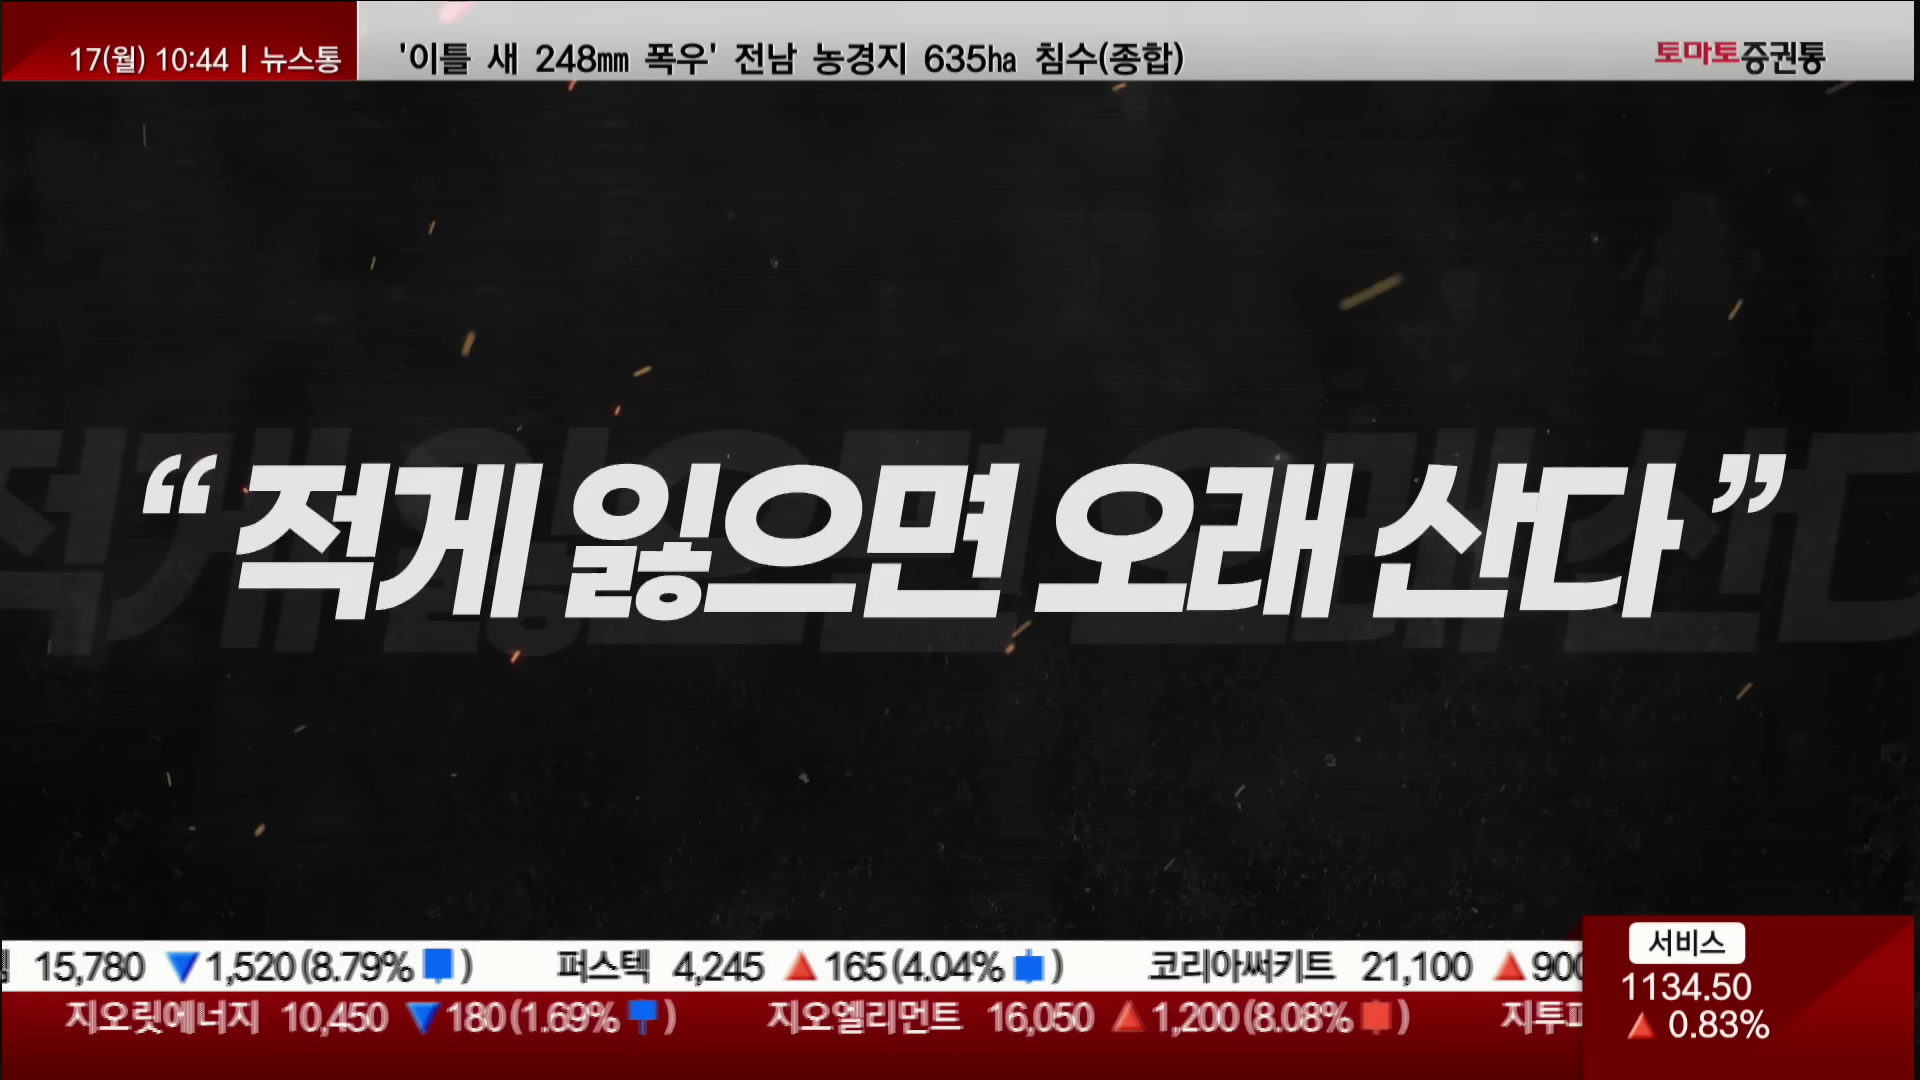 17(월) 10:44 | 뉴스통
'이틀 새 248㎜ 폭우' 전남 농경지 635㏊ 침수(종합)
토마토증권통
“적게 잃으면 오래 산다”
15,780 ▼1,520(8.79% ) 퍼스텍 4,245 ▲165(4.04% ) 코리아써키트 21,100 ▲900
지오릿에너지 10,450 ▼180(1.69% ) 지오엘리먼트 16,050 ▲1,200(8.08% ) 지투
서비스
1134.50
▲ 0.83%